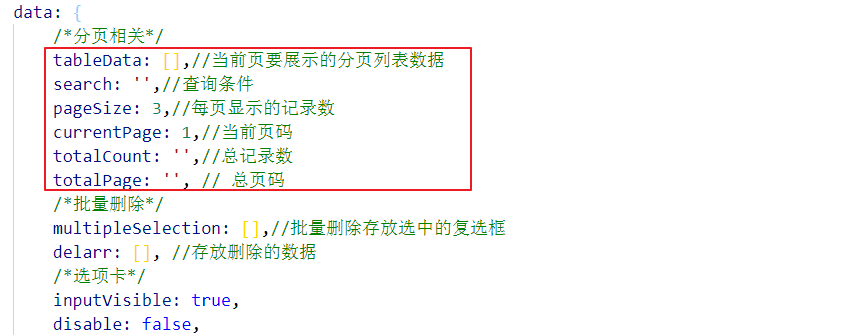 data: {
/*分页相关*/
tableData: [],//当前页要展示的分页列表数据
search: '',//查询条件
pageSize: 3,//每页显示的记录数
currentPage: 1,//当前页码
totalCount: '',//总记录数
totalPage: '', // 总页码
/*批量删除*/
multipleSelection: [],//批量删除存放选中的复选框
delarr: [], //存放删除的数据
/*选项卡*/
inputVisible: true,
disable: false,